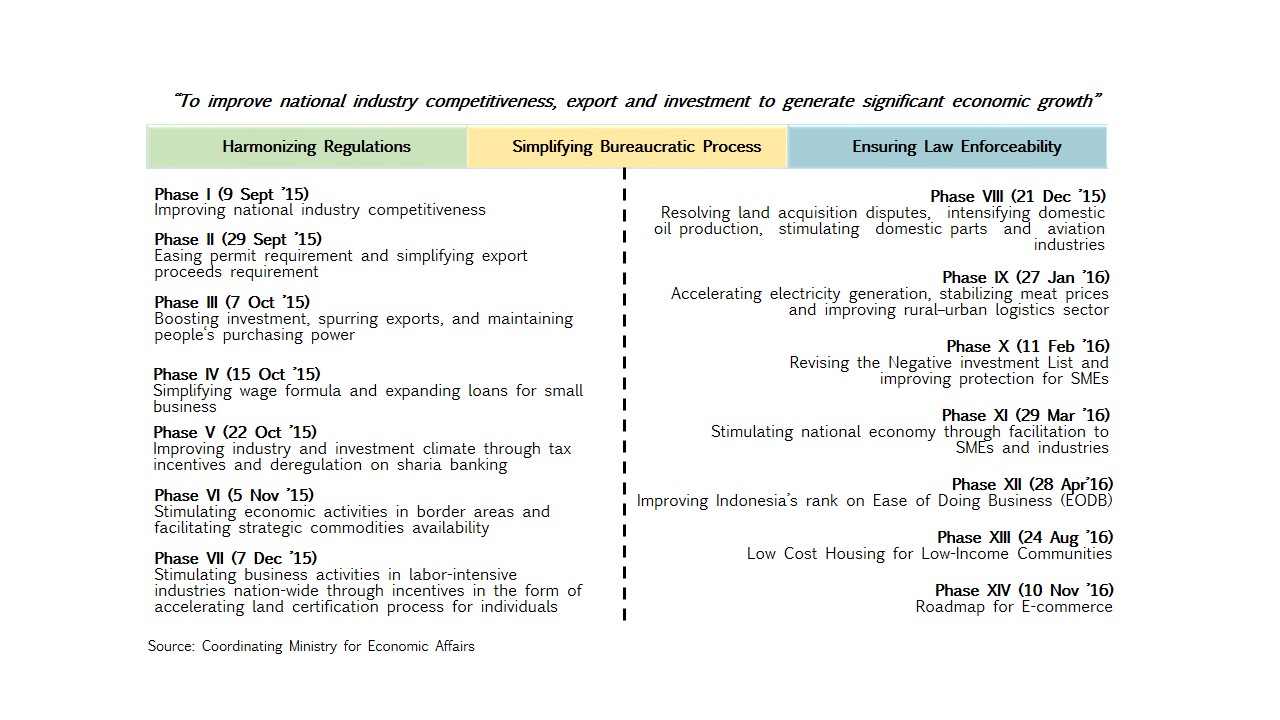 “To improve national industry competitiveness, export and investment to generate significant economic growth”
Harmonizing Regulations
Simplifying Bureaucratic Process
Ensuring Law Enforceability
Phase I (9 Sept ’15)
Improving national industry competitiveness
Phase II (29 Sept ’15)
Easing permit requirement and simplifying export
proceeds requirement
Phase III (7 Oct ’15)
Boosting investment, spurring exports, and maintaining
people‘s purchasing power
Phase IV (15 Oct ’15)
Simplifying wage formula and expanding loans for small
business
Phase V (22 Oct ’15)
Improving industry and investment climate through tax
incentives and deregulation on sharia banking
Phase VI (5 Nov ’15)
Stimulating economic activities in border areas and
facilitating strategic commodities availability
Phase VII (7 Dec ’15)
Stimulating business activities in labor-intensive
industries nation-wide through incentives in the form of
accelerating land certification process for individuals
Phase VIII (21 Dec ’15)
Resolving land acquisition disputes, intensifying domestic
oil production, stimulating domestic parts and aviation
industries
Phase IX (27 Jan ’16)
Accelerating electricity generation, stabilizing meat prices
and improving rural–urban logistics sector
Phase X (11 Feb ’16)
Revising the Negative investment List and
improving protection for SMEs
Phase XI (29 Mar ’16)
Stimulating national economy through facilitation to
SMEs and industries
Phase XII (28 Apr’16)
Improving Indonesia’s rank on Ease of Doing Business (EODB)
Phase XIII (24 Aug ’16)
Low Cost Housing for Low-Income Communities
Phase XIV (10 Nov ’16)
Roadmap for E-commerce
Source: Coordinating Ministry for Economic Affairs